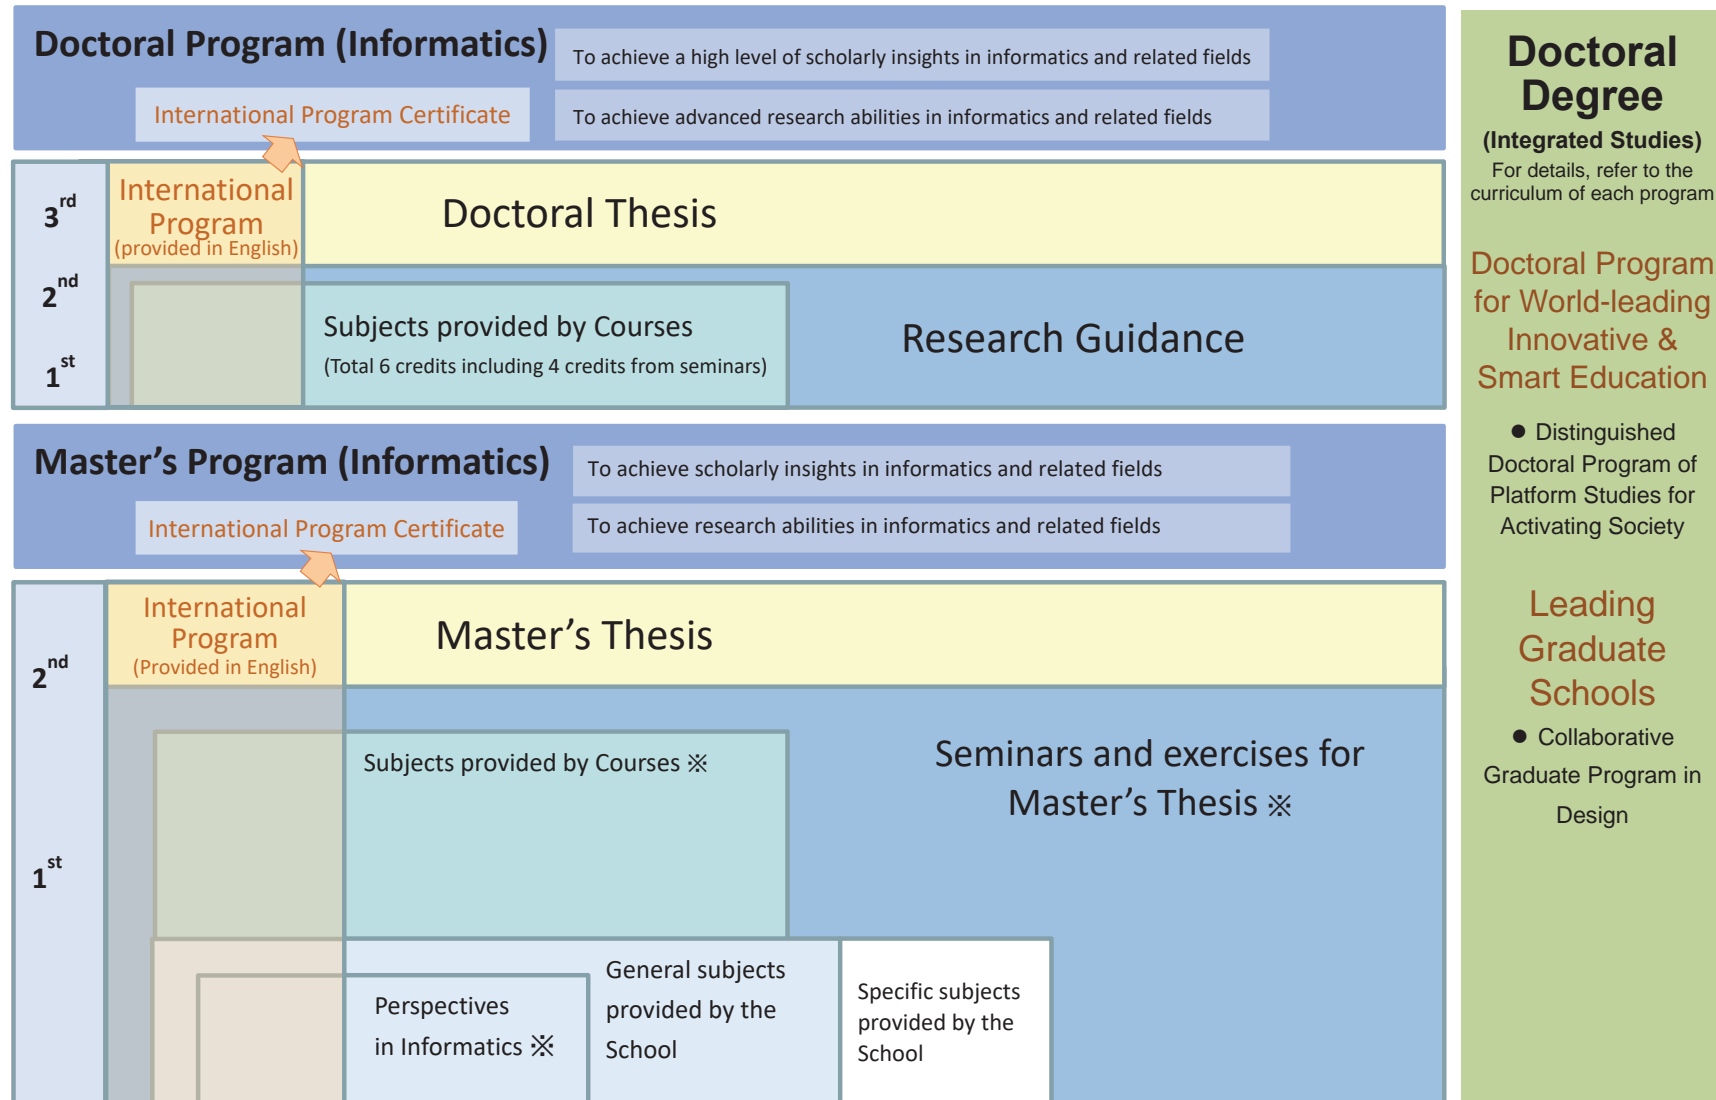 Doctoral Program (Informatics)
To achieve a high level of scholarly insights in informatics and related fields
International Program Certificate
To achieve advanced research abilities in informatics and related fields
3rd
International
Program
(provided in English)
Doctoral Thesis
2nd
1st
Subjects provided by Courses
(Total 6 credits including 4 credits from seminars)
Research Guidance
Master’s Program (Informatics)
To achieve scholarly insights in informatics and related fields
International Program Certificate
To achieve research abilities in informatics and related fields
2nd
International
Program
(Provided in English)
Master’s Thesis
1st
Subjects provided by Courses ※
Seminars and exercises for
Master’s Thesis ※
Perspectives
in Informatics ※
General subjects
provided by the
School
Specific subjects
provided by the
School
Doctoral
Degree
(Integrated Studies)
For details, refer to the
curriculum of each program
Doctoral Program
for World-leading
Innovative &
Smart Education
● Distinguished
Doctoral Program of
Platform Studies for
Activating Society
Leading
Graduate
Schools
● Collaborative
Graduate Program in
Design